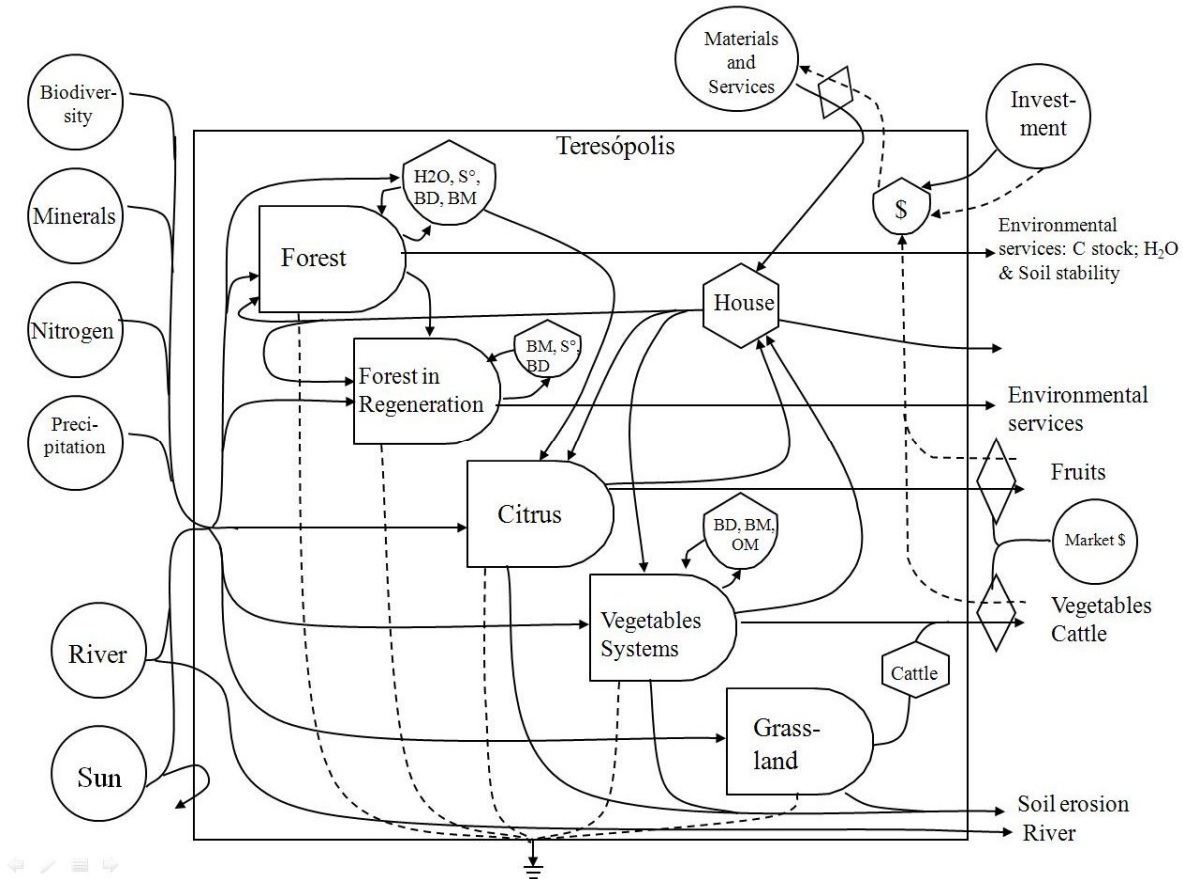 Materials
and
Services
Biodiver-
sity
Invest-
ment
Teresópolis
H2O, S°,
BD, BM
Minerals
$
Forest
Environmental
services: C stock; H₂O
& Soil stability
House
Nitrogen
BM, S°,
BD
Forest in
Regeneration
Environmental
services
Preci-
pitation
Fruits
Citrus
BD, BM,
OM
Market $
Vegetables
Systems
Vegetables
Cattle
River
Cattle
Grass-
land
Sun
Soil erosion
River